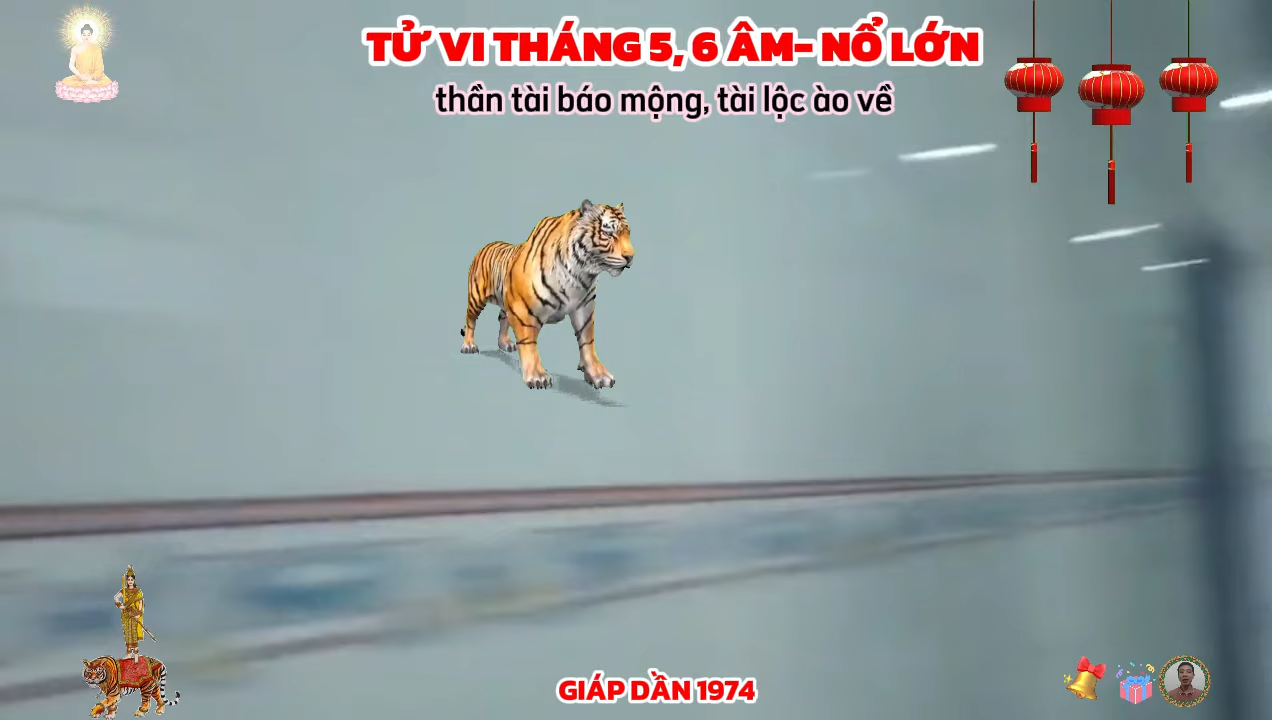 TỬ VI THÁNG 5, 6 ÂM- NỔ LỚN
thần tài báo mộng, tài lộc ào về
GIÁP DẦN 1974